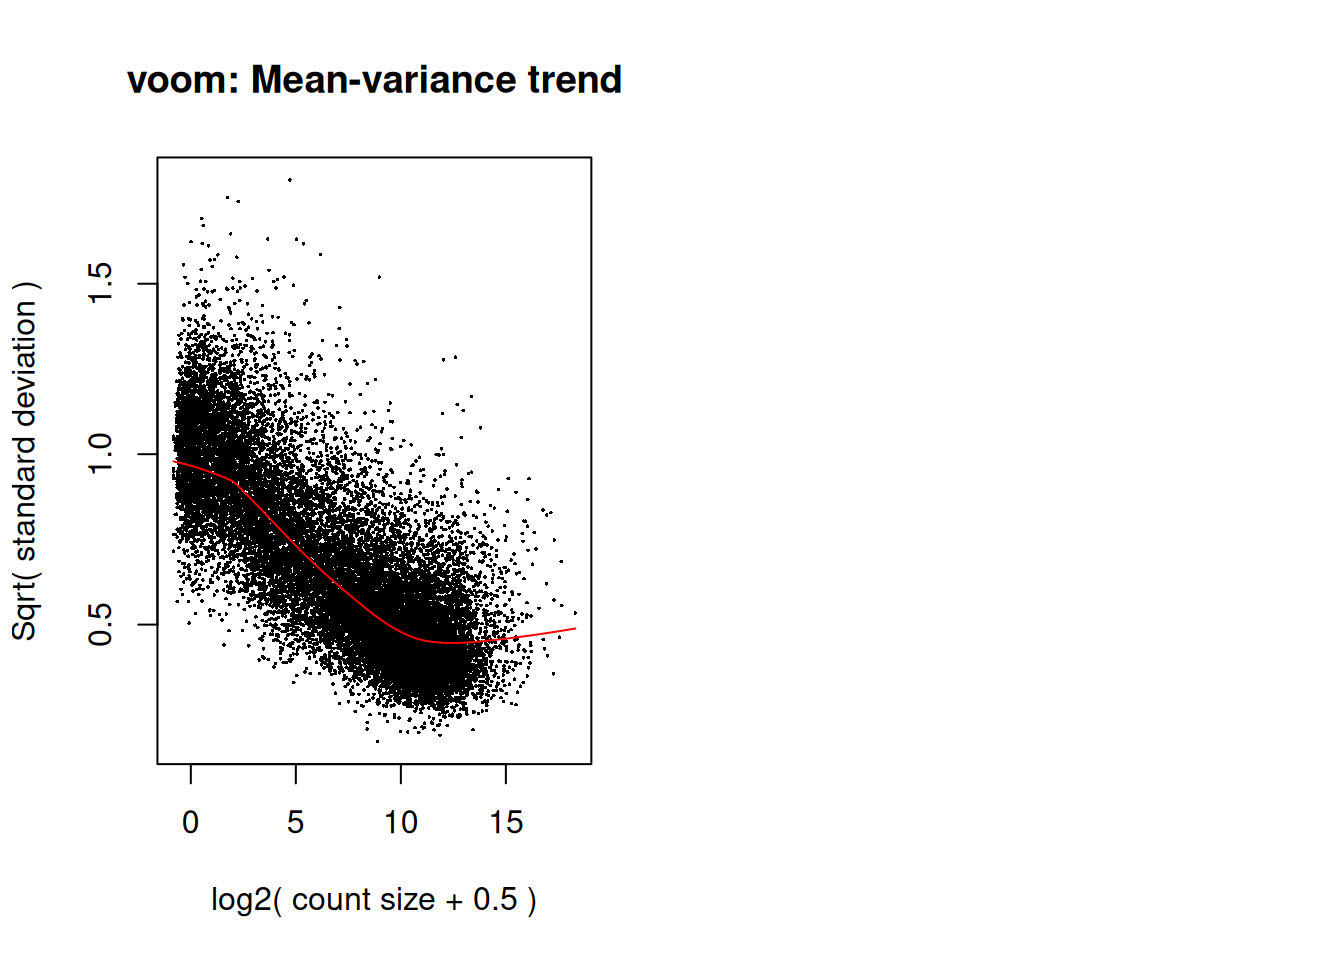 voom: Mean-variance trend
Sqrt( standard deviation )
1.5
1.0
0.5
0 5 10 15
log2( count size + 0.5 )